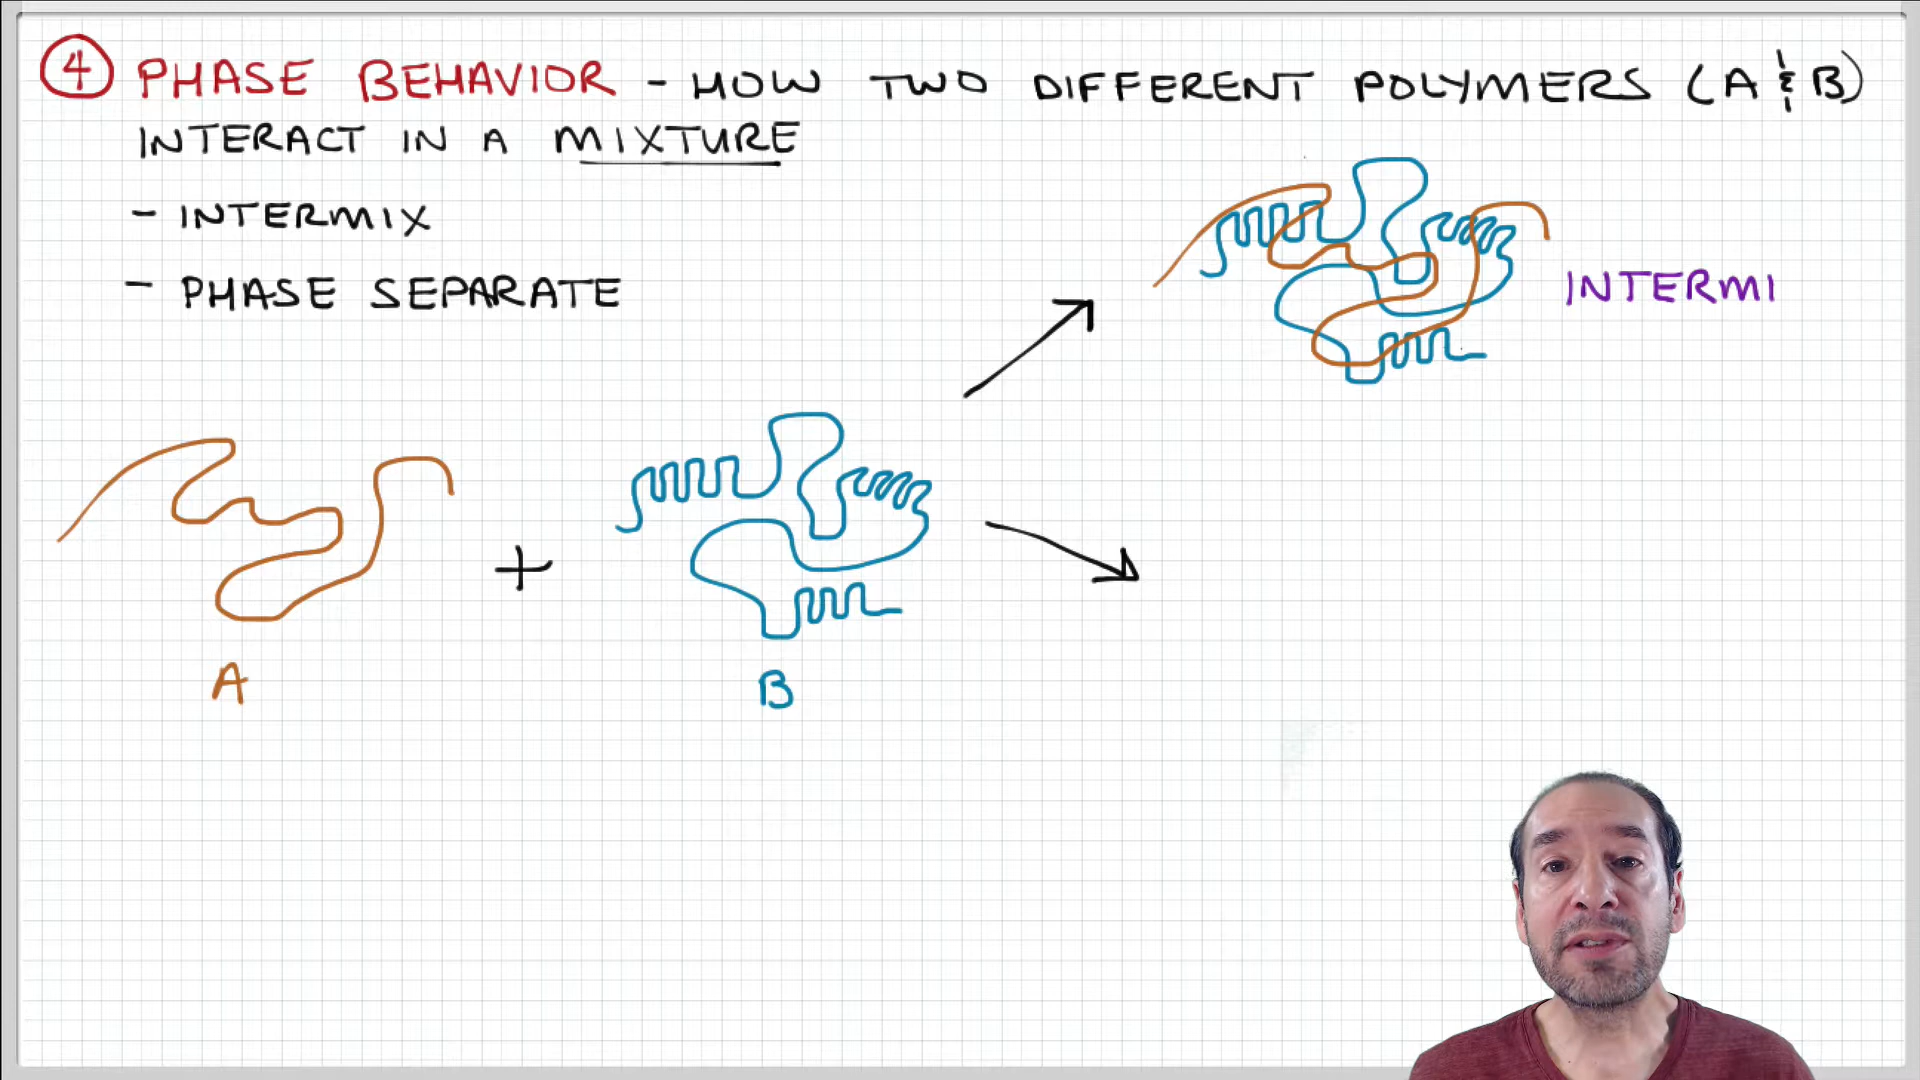 4 PHASE BEHAVIOR - HOW TWO DIFFERENT POLYMERS (A & B)
INTERACT IN A MIXTURE
- INTERMIX
- PHASE SEPARATE
INTERMI
+
A
B